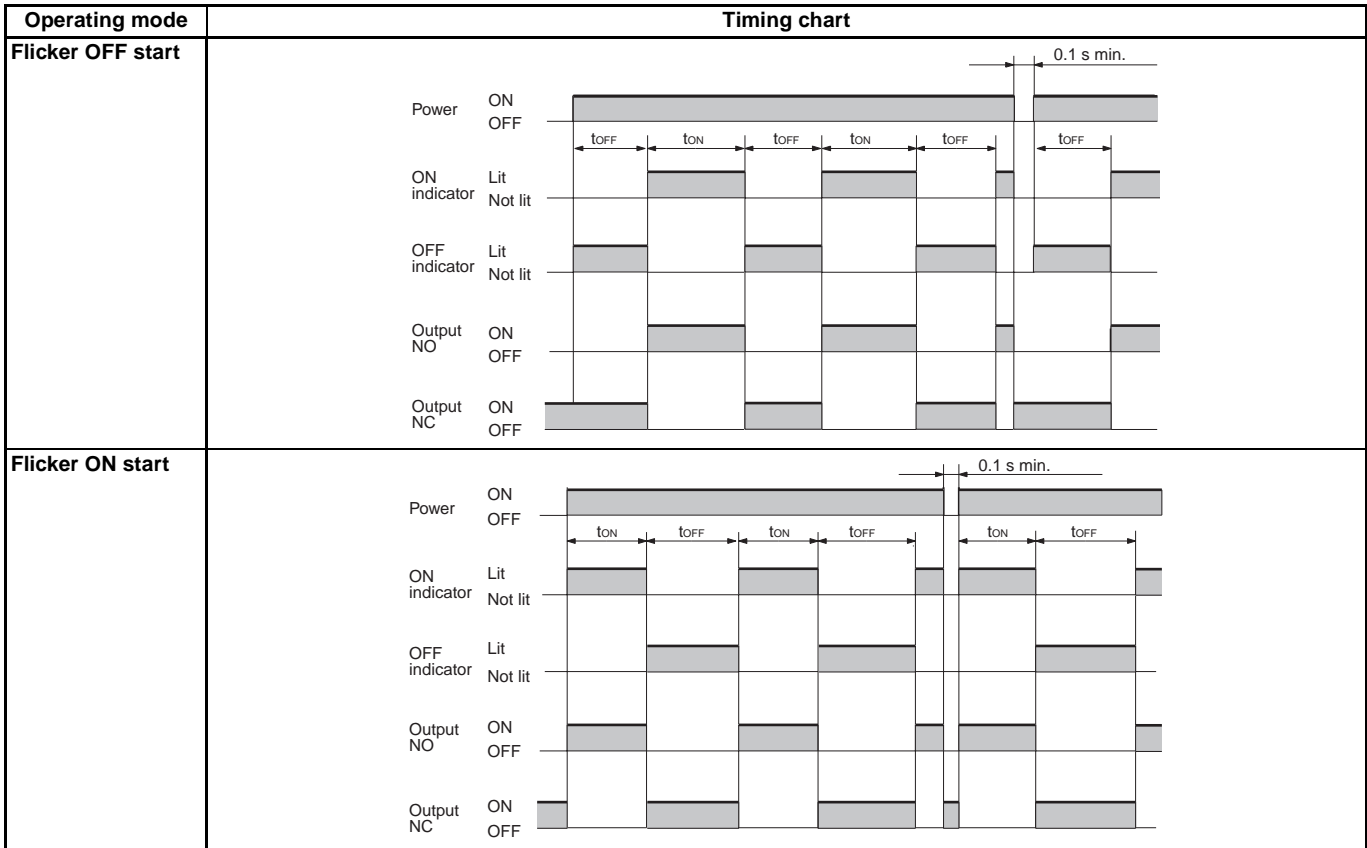 Operating mode
Timing chart
Flicker OFF start
0.1 s min.
Power
ON
OFF
tOFF
tON
tOFF
tON
tOFF
tOFF
ON
indicator
Lit
Not lit
OFF
indicator
Lit
Not lit
Output
NO
ON
OFF
Output
NC
ON
OFF
Flicker ON start
0.1 s min.
Power
ON
OFF
tON
tOFF
tON
tOFF
tON
tOFF
ON
indicator
Lit
Not lit
OFF
indicator
Lit
Not lit
Output
NO
ON
OFF
Output
NC
ON
OFF